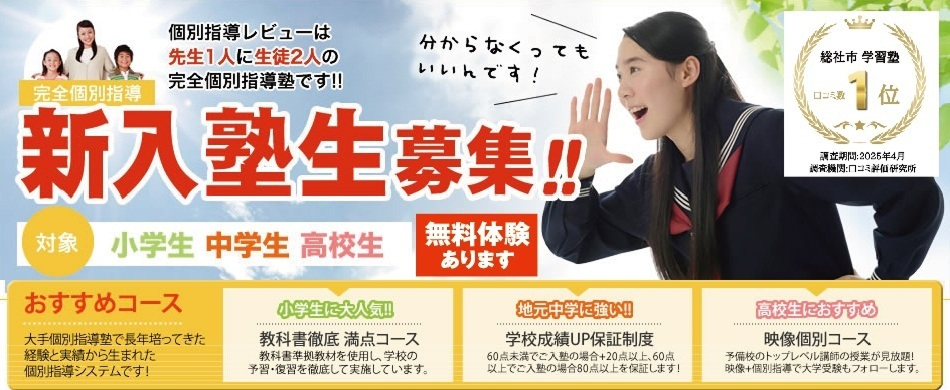 個別指導レビューは
先生1人に生徒2人の
完全個別指導塾です!!
分からなくっても
いいんです!
総社市 学習塾
口コミ数 1 位
調査期間:2025年4月
調査機関:口コミ評価研究所
完全個別指導
新入塾生募集!!
対象 小学生 中学生 高校生
無料体験
あります
おすすめコース
大手個別指導塾で長年培ってきた
経験と実績から生まれた
個別指導システムです!
小学生に大人気!!
教科書徹底 満点コース
教科書準拠教材を使用し、学校の
予習・復習を徹底して実施しています。
地元中学に強い!!
学校成績UP保証制度
60点未満でご入塾の場合+20点以上、60点
以上でご入塾の場合80点以上を保証します!
高校生におすすめ
映像個別コース
予備校のトップレベル講師の授業が見放題!
映像+個別指導で大学受験もフォローします。